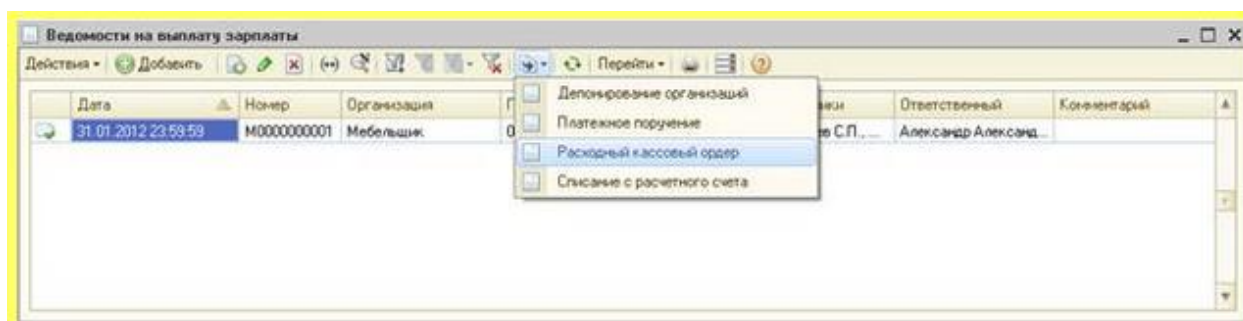 Ведомости на выплату зарплаты
Действия Добавить Перейти
Дата Номер Организация Ответственный Комментарий
31.01.2012 23:59:59 М0000000001 Мебельщик в С.П., ... Александр Александ...
Депонирование организаций
Платежное поручение
Расходный кассовый ордер
Списание с расчетного счета